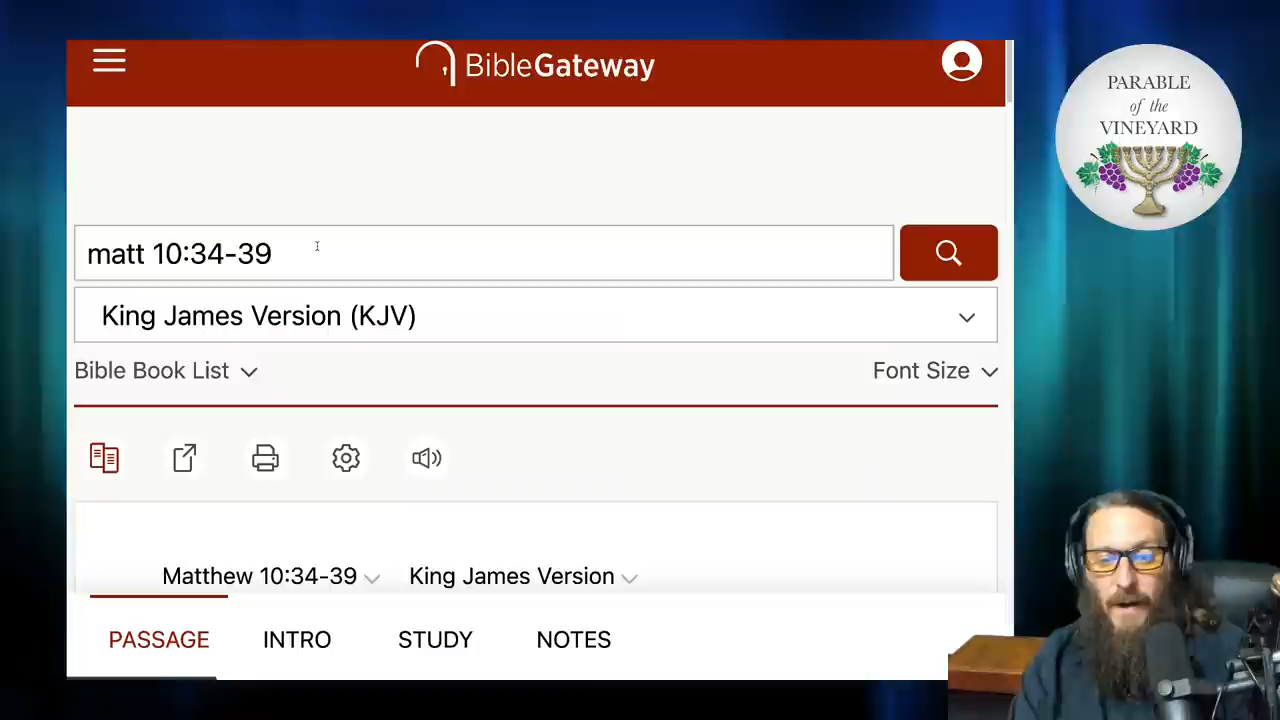 BibleGateway
PARABLE
of the
VINEYARD
matt 10:34-39
King James Version (KJV)
Bible Book List
Font Size
Matthew 10:34-39 King James Version
PASSAGE INTRO STUDY NOTES